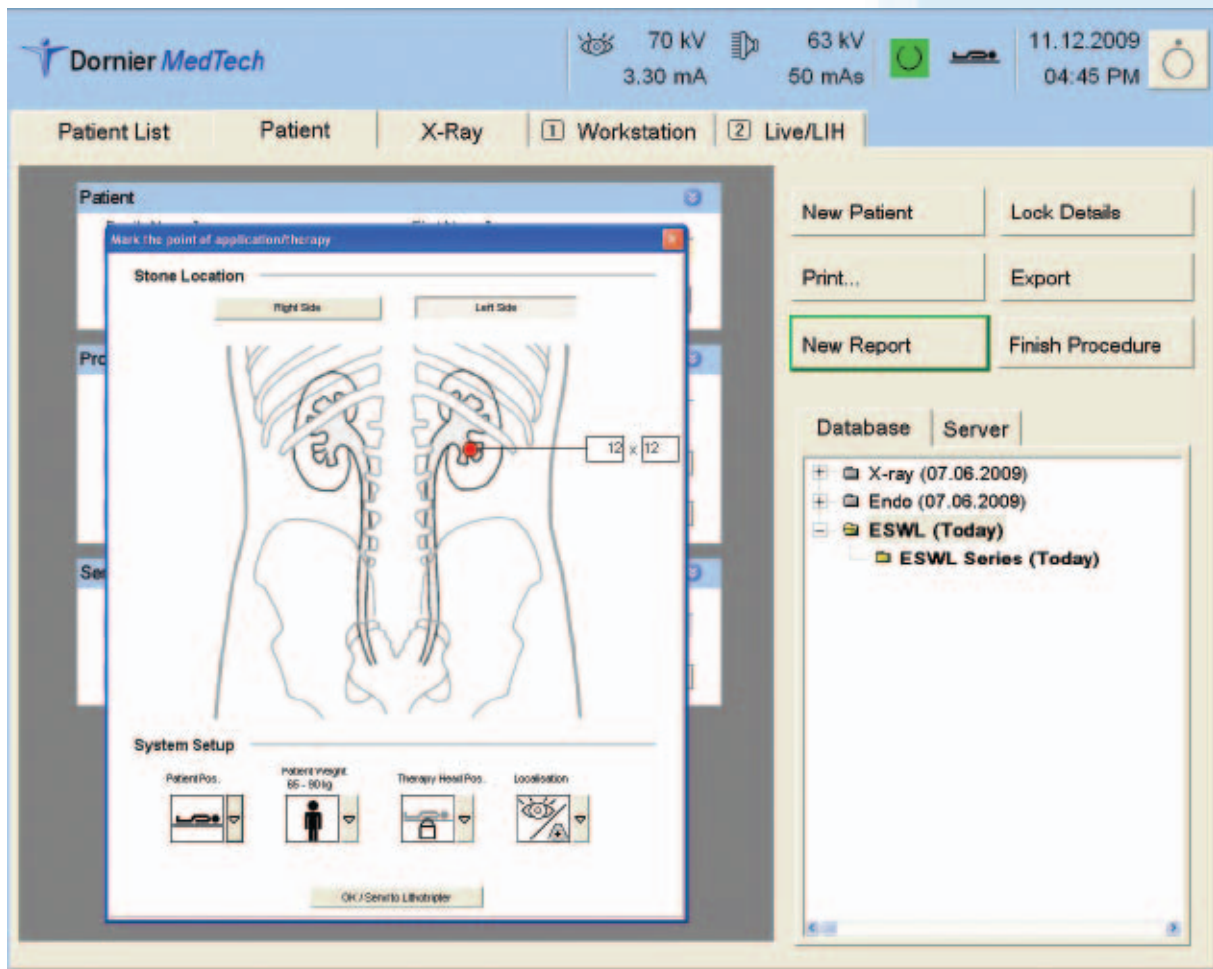 Dornier MedTech
70 kV
3.30 mA
63 kV
50 mAs
11.12.2009
04:45 PM
Patient List
Patient
X-Ray
1 Workstation
2 Live/LIH
Patient
Mark the point of application/therapy
Stone Location
Right Side
Left Side
12 x 12
Pro
Ser
System Setup
Patient Pos.
Patient Weight
65 - 90 kg
Therapy Head Pos.
Localisation
OK / Send to Lithotripter
New Patient
Lock Details
Print...
Export
New Report
Finish Procedure
Database
Server
X-ray (07.06.2009)
Endo (07.06.2009)
ESWL (Today)
ESWL Series (Today)